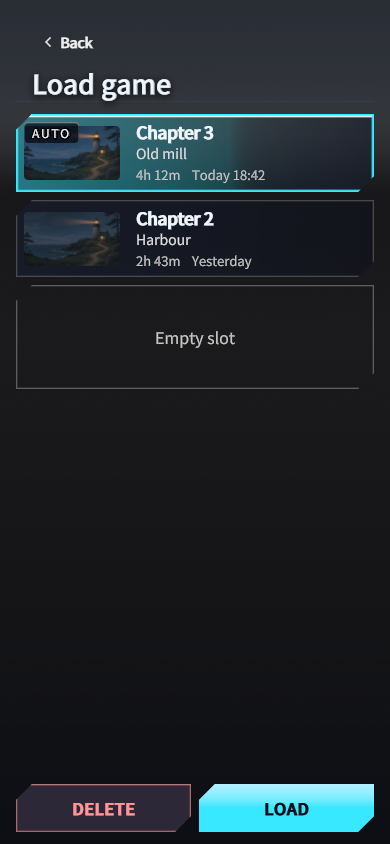 Back
Load game
AUTO
Chapter 3
Old mill
4h 12m Today 18:42
Chapter 2
Harbour
2h 43m Yesterday
Empty slot
DELETE
LOAD